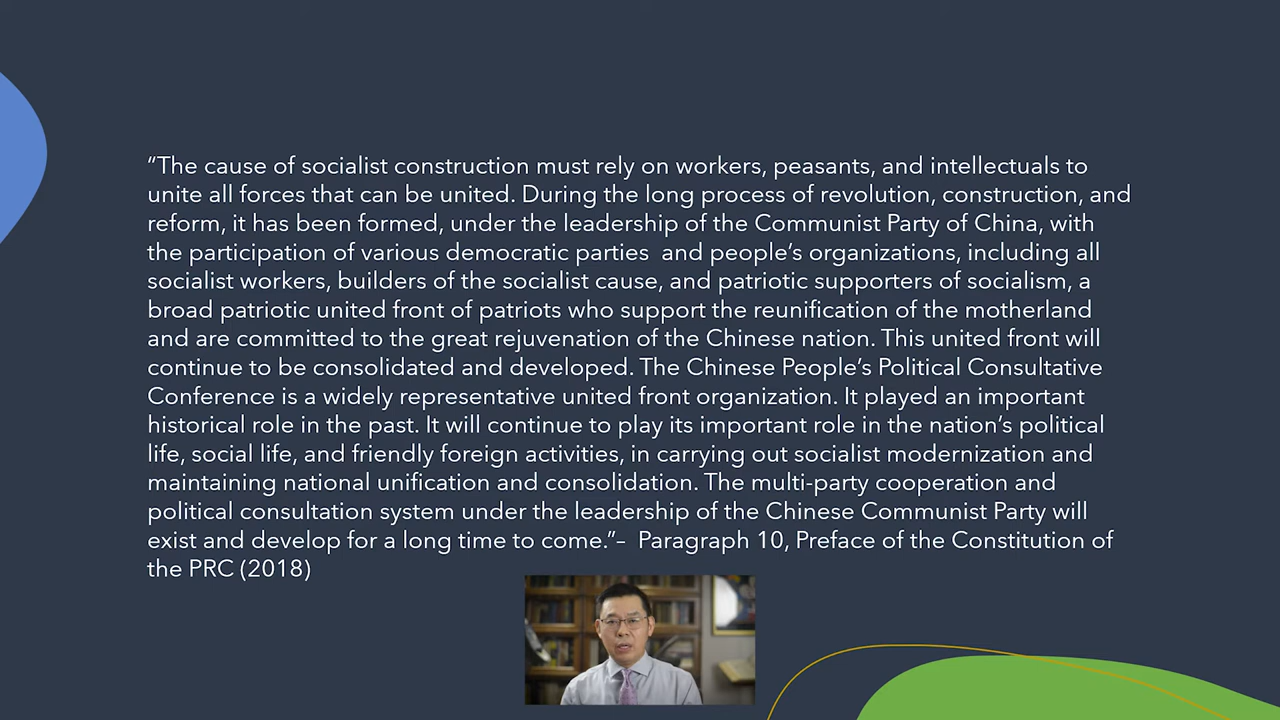 “The cause of socialist construction must rely on workers, peasants, and intellectuals to
unite all forces that can be united. During the long process of revolution, construction, and
reform, it has been formed, under the leadership of the Communist Party of China, with
the participation of various democratic parties  and people’s organizations, including all
socialist workers, builders of the socialist cause, and patriotic supporters of socialism, a
broad patriotic united front of patriots who support the reunification of the motherland
and are committed to the great rejuvenation of the Chinese nation. This united front will
continue to be consolidated and developed. The Chinese People’s Political Consultative
Conference is a widely representative united front organization. It played an important
historical role in the past. It will continue to play its important role in the nation’s political
life, social life, and friendly foreign activities, in carrying out socialist modernization and
maintaining national unification and consolidation. The multi-party cooperation and
political consultation system under the leadership of the Chinese Communist Party will
exist and develop for a long time to come.”–  Paragraph 10, Preface of the Constitution of
the PRC (2018)